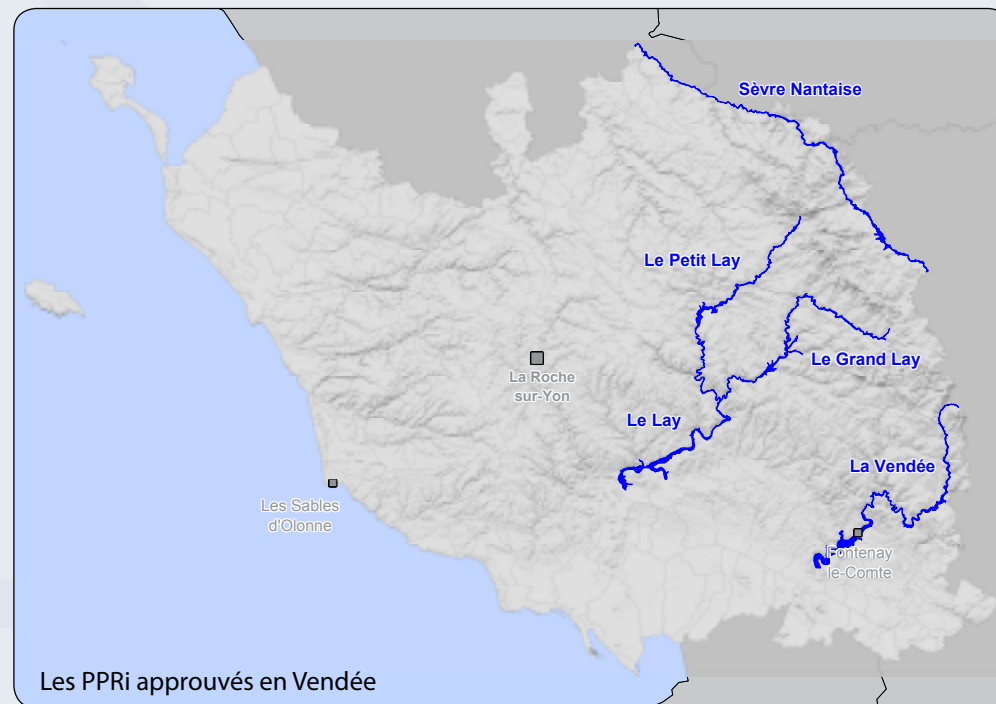 Sèvre Nantaise
Le Petit Lay
Le Grand Lay
La Roche
sur-Yon
Le Lay
La Vendée
Les Sables
d'Olonne
Fontenay
le-Comte
Les PPRi approuvés en Vendée